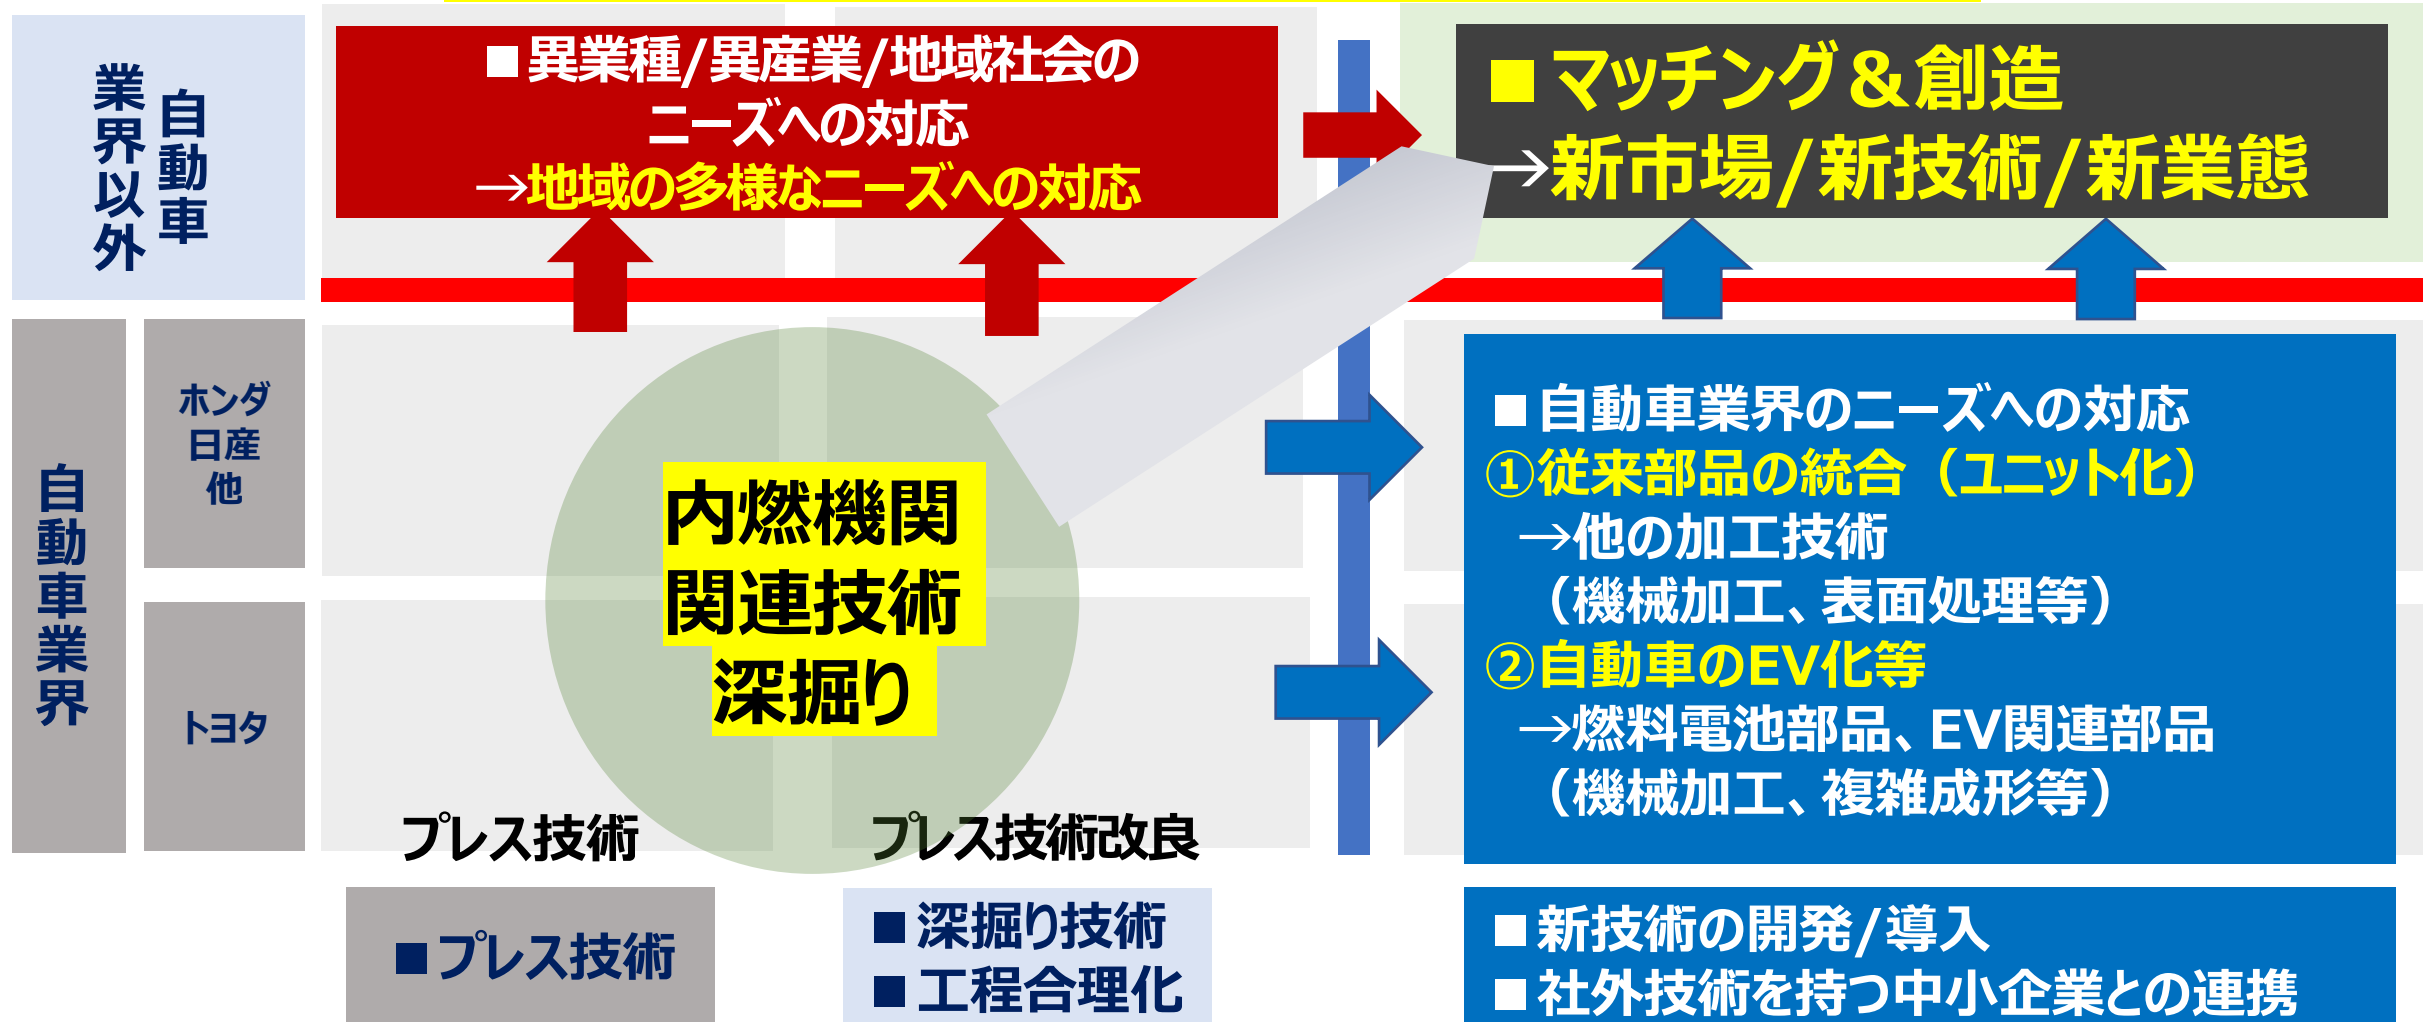 自動車
業界以外
■異業種/異産業/地域社会の
ニーズへの対応
→地域の多様なニーズへの対応
■マッチング＆創造
→新市場/新技術/新業態
自動車業界
ホンダ
日産
他
トヨタ
内燃機関
関連技術
深掘り
プレス技術
プレス技術改良
■自動車業界のニーズへの対応
①従来部品の統合（ユニット化）
→他の加工技術
（機械加工、表面処理等）
②自動車のEV化等
→燃料電池部品、EV関連部品
（機械加工、複雑成形等）
■プレス技術
■深掘り技術
■工程合理化
■新技術の開発/導入
■社外技術を持つ中小企業との連携